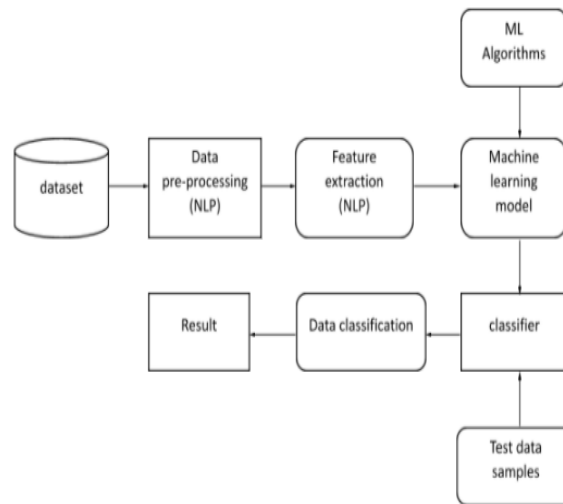 ML
Algorithms
dataset
Data
pre-processing
(NLP)
Feature
extraction
(NLP)
Machine
learning
model
Result
Data classification
classifier
Test data
samples